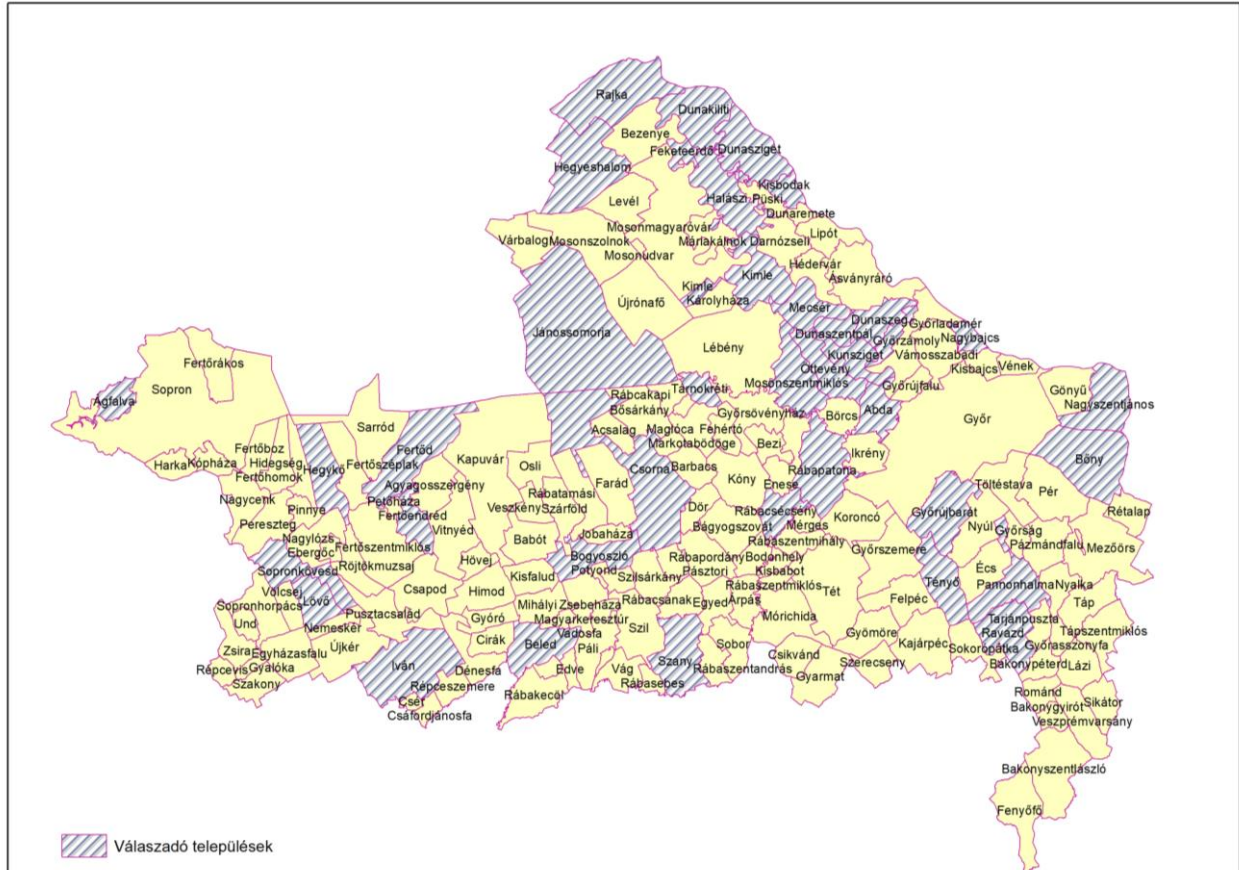 Rajka
Dunakiliti
Bezenye
Feketeerdő
Dunasziget
Hegyeshalom
Kisbodak
Halászi
Püski
Levél
Dunaremete
Mosonmagyaróvár
Lipót
Várbalog
Mosonszolnok
Máriakálnok
Darnózseli
Mosonudvar
Hédervár
Kimle
Ásványráró
Újrónafő
Kimle
Károlyháza
Mecsér
Jánossomorja
Dunaszeg
Dunaszentpál
Győrladamér
Fertőrákos
Lébény
Győrzámoly
Nagybajcs
Sopron
Kunsziget
Vámosszabadi
Öttevény
Kisbajcs
Vének
Ágfalva
Tárnokréti
Mosonszentmiklós
Győrújfalu
Gönyű
Rábcakapi
Nagyszentjános
Bősárkány
Győrsövényház
Börcs
Abda
Győr
Sarród
Acsalag
Maglóca
Fehértó
Fertőboz
Fertőd
Markotabödöge
Bezi
Ikrény
Harka
Kópháza
Hidegség
Hegykő
Fertőszéplak
Kapuvár
Osli
Csorna
Barbacs
Rábapatona
Bőny
Fertőhomok
Agyagosszergény
Farád
Kóny
Enese
Töltéstava
Pér
Nagycenk
Petőháza
Rábatamási
Pinnye
Fertőendréd
Veszkény
Szárföld
Dör
Rábacsécsény
Győrújbarát
Rétalap
Pereszteg
Vitnyéd
Bágyogszovát
Mérges
Koroncó
Nyúl
Győrság
Nagylózs
Babót
Jobaháza
Rábaszentmihály
Pázmándfalu
Ebergőc
Fertőszentmiklós
Bogyoszló
Rábapordány
Bodonhely
Győrszemere
Mezőörs
Sopronkövesd
Röjtökmuzsaj
Hövej
Potyond
Pásztori
Kisbabot
Écs
Völcsej
Csapod
Kisfalud
Szilsárkány
Rábaszentmiklós
Tényő
Pannonhalma
Nyalka
Lövő
Himod
Tét
Felpéc
Táp
Sopronhorpács
Pusztacsalád
Mihályi
Zsebeháza
Rábacsanak
Egyed
Árpás
Mórichida
Tarjánpuszta
Und
Nemeskér
Gyóró
Magyarkeresztúr
Ravazd
Tápszentmiklós
Zsira
Egyházasfalu
Újkér
Cirák
Beled
Vadosfa
Szil
Gyömöre
Sokorópátka
Győrasszonyfa
Répcevis
Gyalóka
Iván
Páli
Sobor
Csikvánd
Kajárpéc
Bakonypéterd
Lázi
Szakony
Dénesfa
Edve
Vág
Szany
Rábaszentandrás
Szerecseny
Répceszemere
Rábasebes
Gyarmat
Csér
Rábakecöl
Románd
Sikátor
Csáfordjánosfa
Bakonygyirót
Veszprémvarsány
Bakonyszentlászló
Fenyőfő
Válaszadó települések